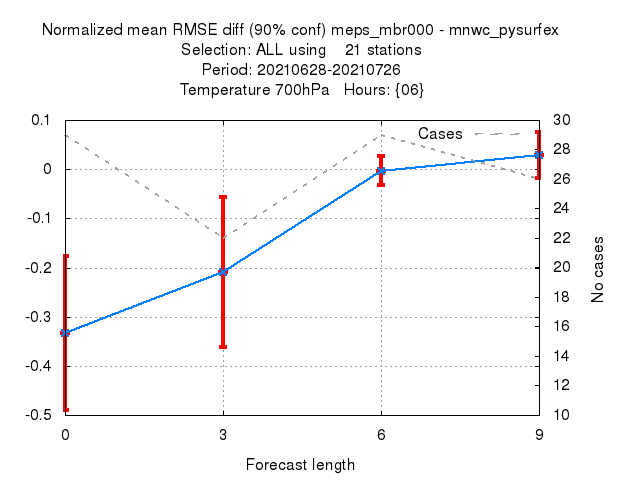 Normalized mean RMSE diff (90% conf) meps_mbr000 - mnwc_pysurfex
Selection: ALL using    21 stations
Period: 20210628-20210726
Temperature 700hPa   Hours: {06}
Cases
0.1
0
-0.1
-0.2
-0.3
-0.4
-0.5
30
28
26
24
22
20
18
16
14
12
10
No cases
0 3 6 9
Forecast length